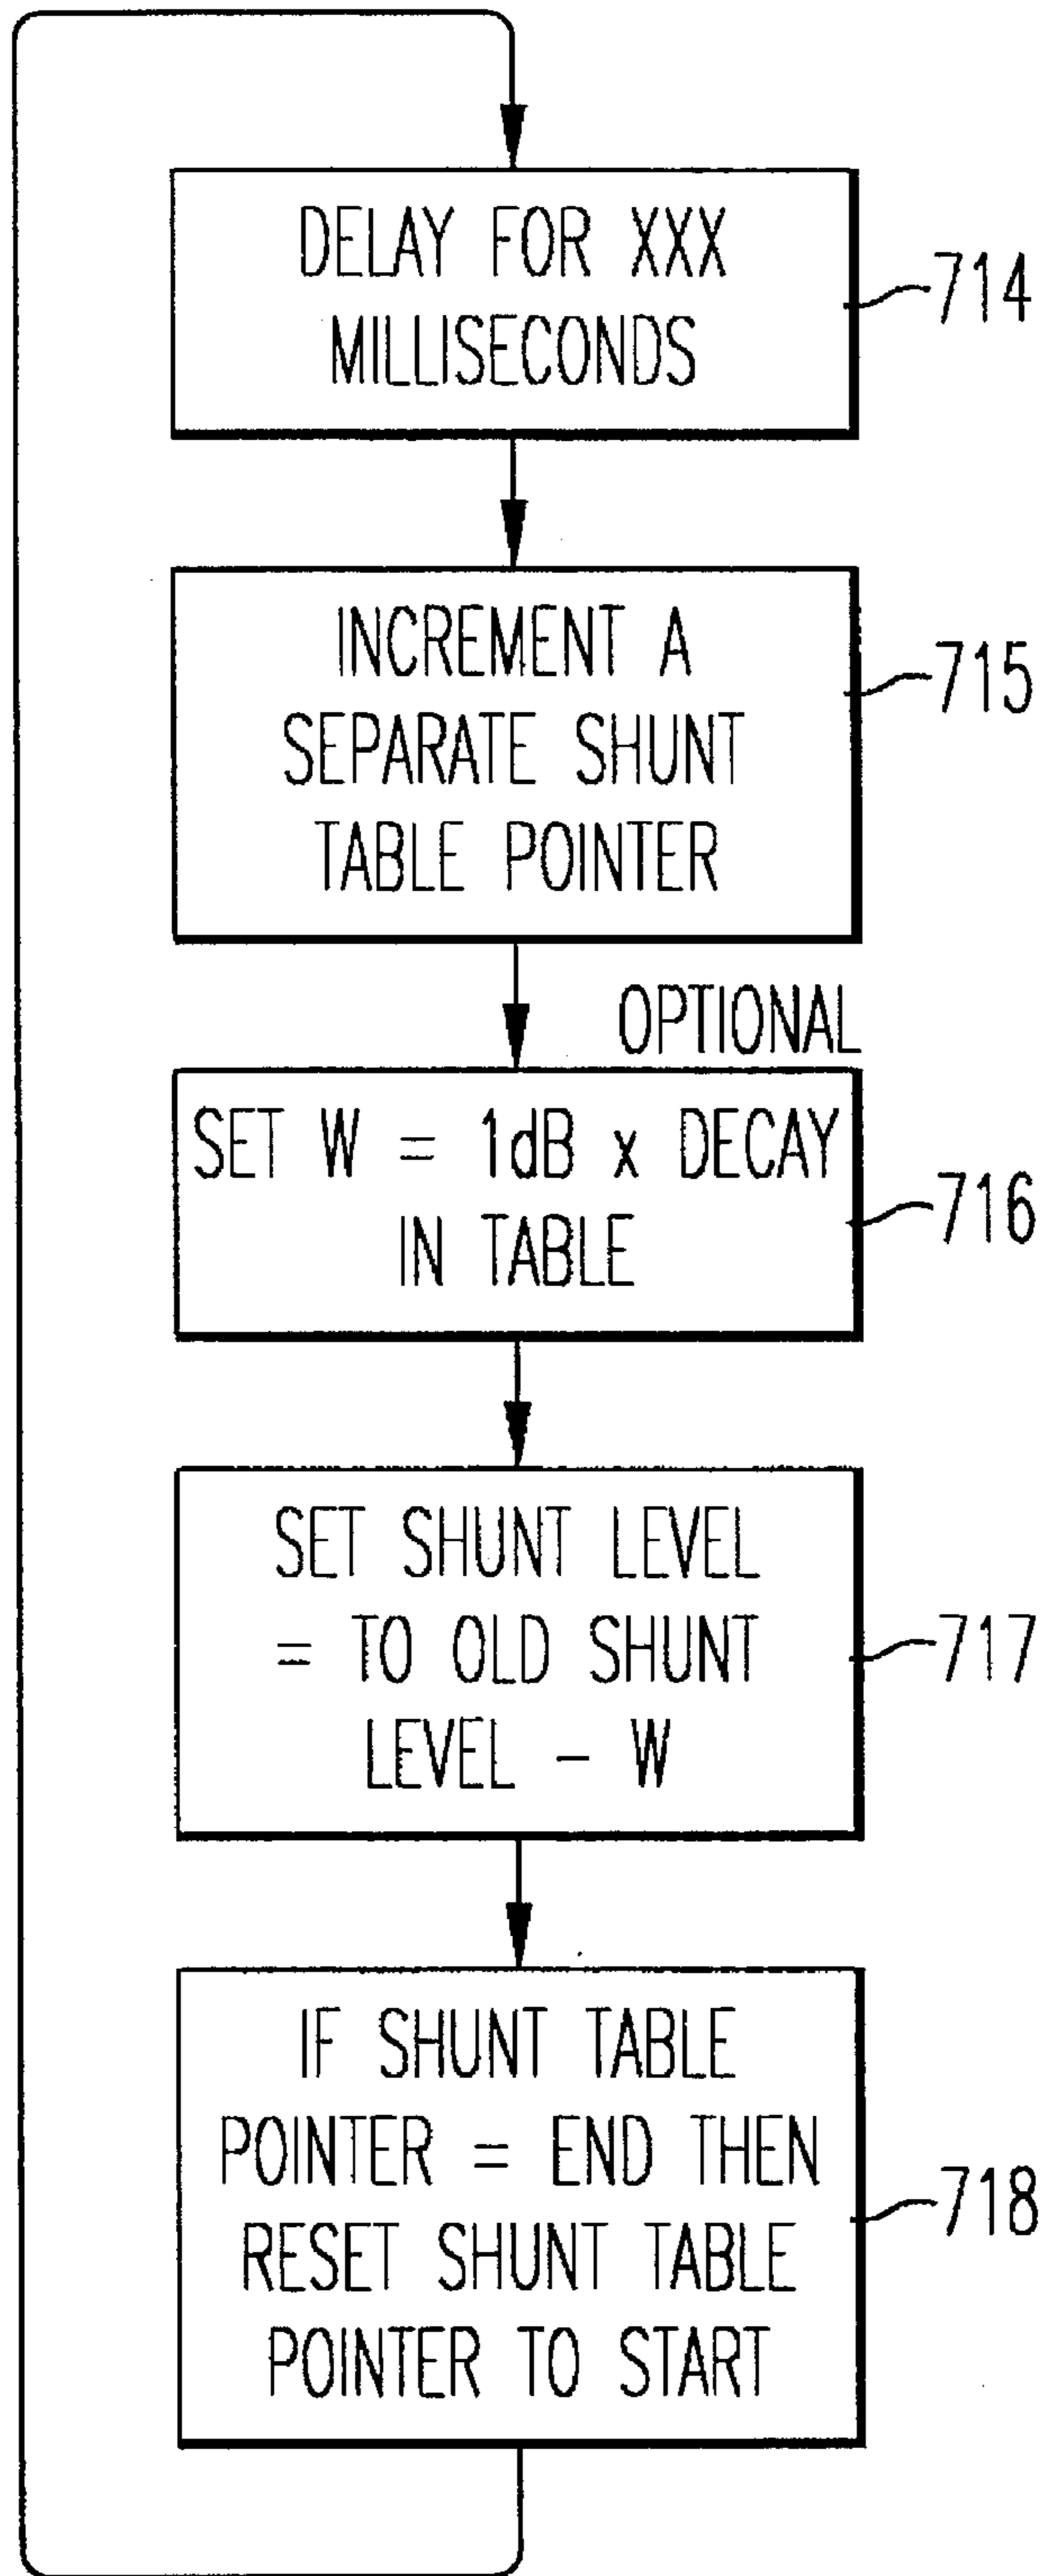 DELAY FOR XXX
MILLISECONDS
714
INCREMENT A
SEPARATE SHUNT
TABLE POINTER
715
OPTIONAL
SET W = 1dB x DECAY
IN TABLE
716
SET SHUNT LEVEL
= TO OLD SHUNT
LEVEL - W
717
IF SHUNT TABLE
POINTER = END THEN
RESET SHUNT TABLE
POINTER TO START
718